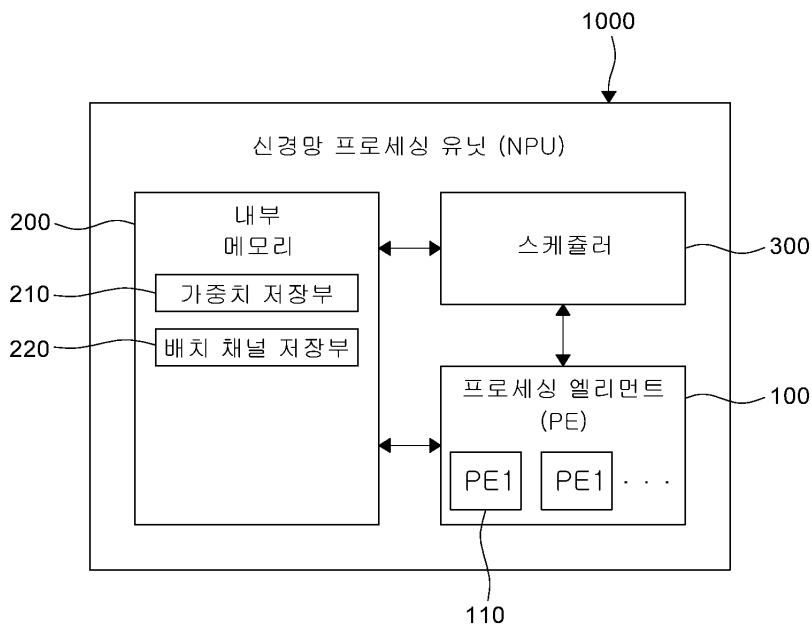 1000
신경망 프로세싱 유닛 (NPU)
200
내부
메모리
210
가중치 저장부
220
배치 채널 저장부
스케쥴러
300
프로세싱 엘리먼트
(PE)
100
PE1
PE1
· · ·
110